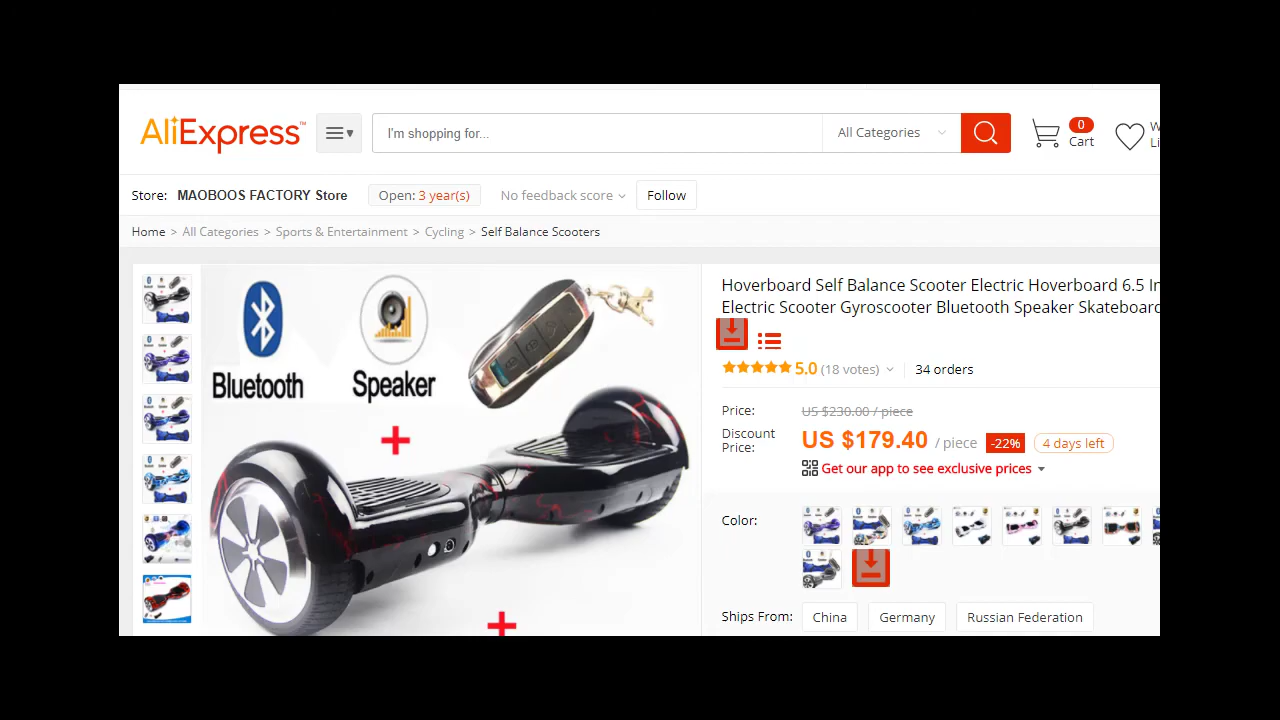 AliExpress™
I'm shopping for...
All Categories
0
Cart
W
Li
Store: MAOBOOS FACTORY Store Open: 3 year(s) No feedback score Follow
Home > All Categories > Sports & Entertainment > Cycling > Self Balance Scooters
Bluetooth
Speaker
Hoverboard Self Balance Scooter Electric Hoverboard 6.5 In
Electric Scooter Gyroscooter Bluetooth Speaker Skateboard
5.0 (18 votes) 34 orders
Price: US $230.00 / piece
Discount Price: US $179.40 / piece -22% 4 days left
Get our app to see exclusive prices
Color:
Ships From: China Germany Russian Federation